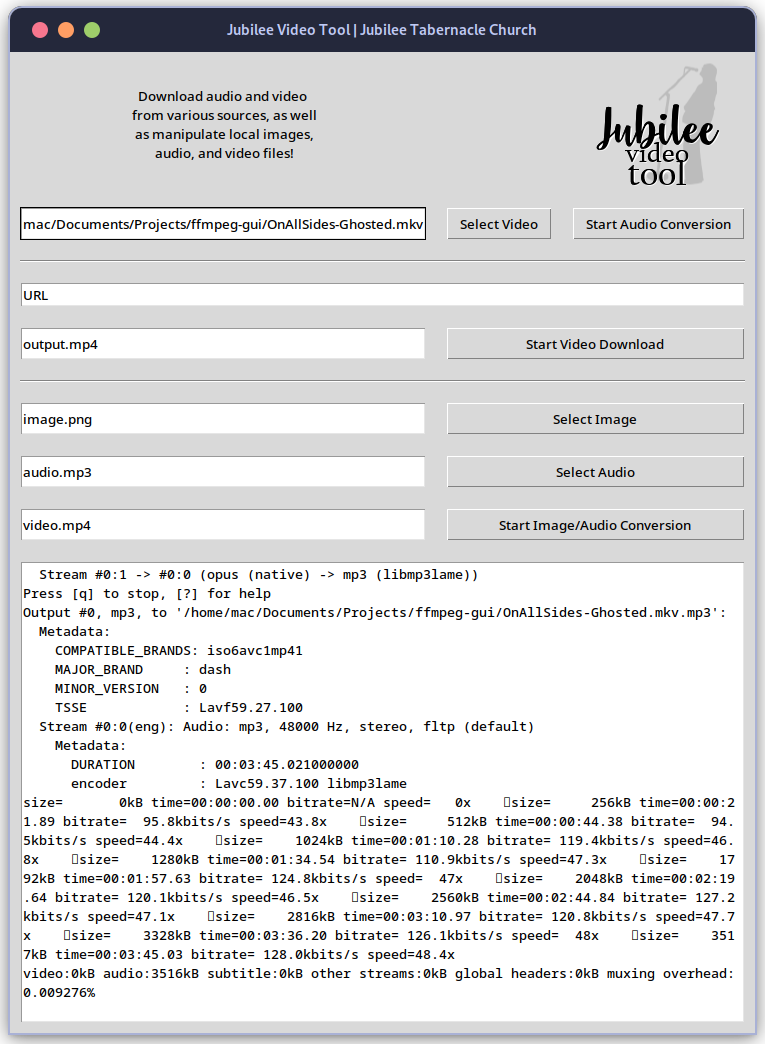 Jubilee Video Tool | Jubilee Tabernacle Church
Download audio and video
from various sources, as well
as manipulate local images,
audio, and video files!
Jubilee
video
tool
mac/Documents/Projects/ffmpeg-gui/OnAllSides-Ghosted.mkv
Select Video
Start Audio Conversion
URL
output.mp4
Start Video Download
image.png
Select Image
audio.mp3
Select Audio
video.mp4
Start Image/Audio Conversion
  Stream #0:1 -> #0:0 (opus (native) -> mp3 (libmp3lame))
Press [q] to stop, [?] for help
Output #0, mp3, to '/home/mac/Documents/Projects/ffmpeg-gui/OnAllSides-Ghosted.mkv.mp3':
  Metadata:
    COMPATIBLE_BRANDS: iso6avc1mp41
    MAJOR_BRAND     : dash
    MINOR_VERSION   : 0
    TSSE            : Lavf59.27.100
  Stream #0:0(eng): Audio: mp3, 48000 Hz, stereo, fltp (default)
    Metadata:
      DURATION        : 00:03:45.021000000
      encoder         : Lavc59.37.100 libmp3lame
size=       0kB time=00:00:00.00 bitrate=N/A speed=   0x    ▯size=     256kB time=00:00:2
1.89 bitrate=  95.8kbits/s speed=43.8x    ▯size=     512kB time=00:00:44.38 bitrate=  94.
5kbits/s speed=44.4x    ▯size=    1024kB time=00:01:10.28 bitrate= 119.4kbits/s speed=46.
8x    ▯size=    1280kB time=00:01:34.54 bitrate= 110.9kbits/s speed=47.3x    ▯size=    17
92kB time=00:01:57.63 bitrate= 124.8kbits/s speed=  47x    ▯size=    2048kB time=00:02:19
.64 bitrate= 120.1kbits/s speed=46.5x    ▯size=    2560kB time=00:02:44.84 bitrate= 127.2
kbits/s speed=47.1x    ▯size=    2816kB time=00:03:10.97 bitrate= 120.8kbits/s speed=47.7
x    ▯size=    3328kB time=00:03:36.20 bitrate= 126.1kbits/s speed=  48x    ▯size=    351
7kB time=00:03:45.03 bitrate= 128.0kbits/s speed=48.4x
video:0kB audio:3516kB subtitle:0kB other streams:0kB global headers:0kB muxing overhead:
0.009276%